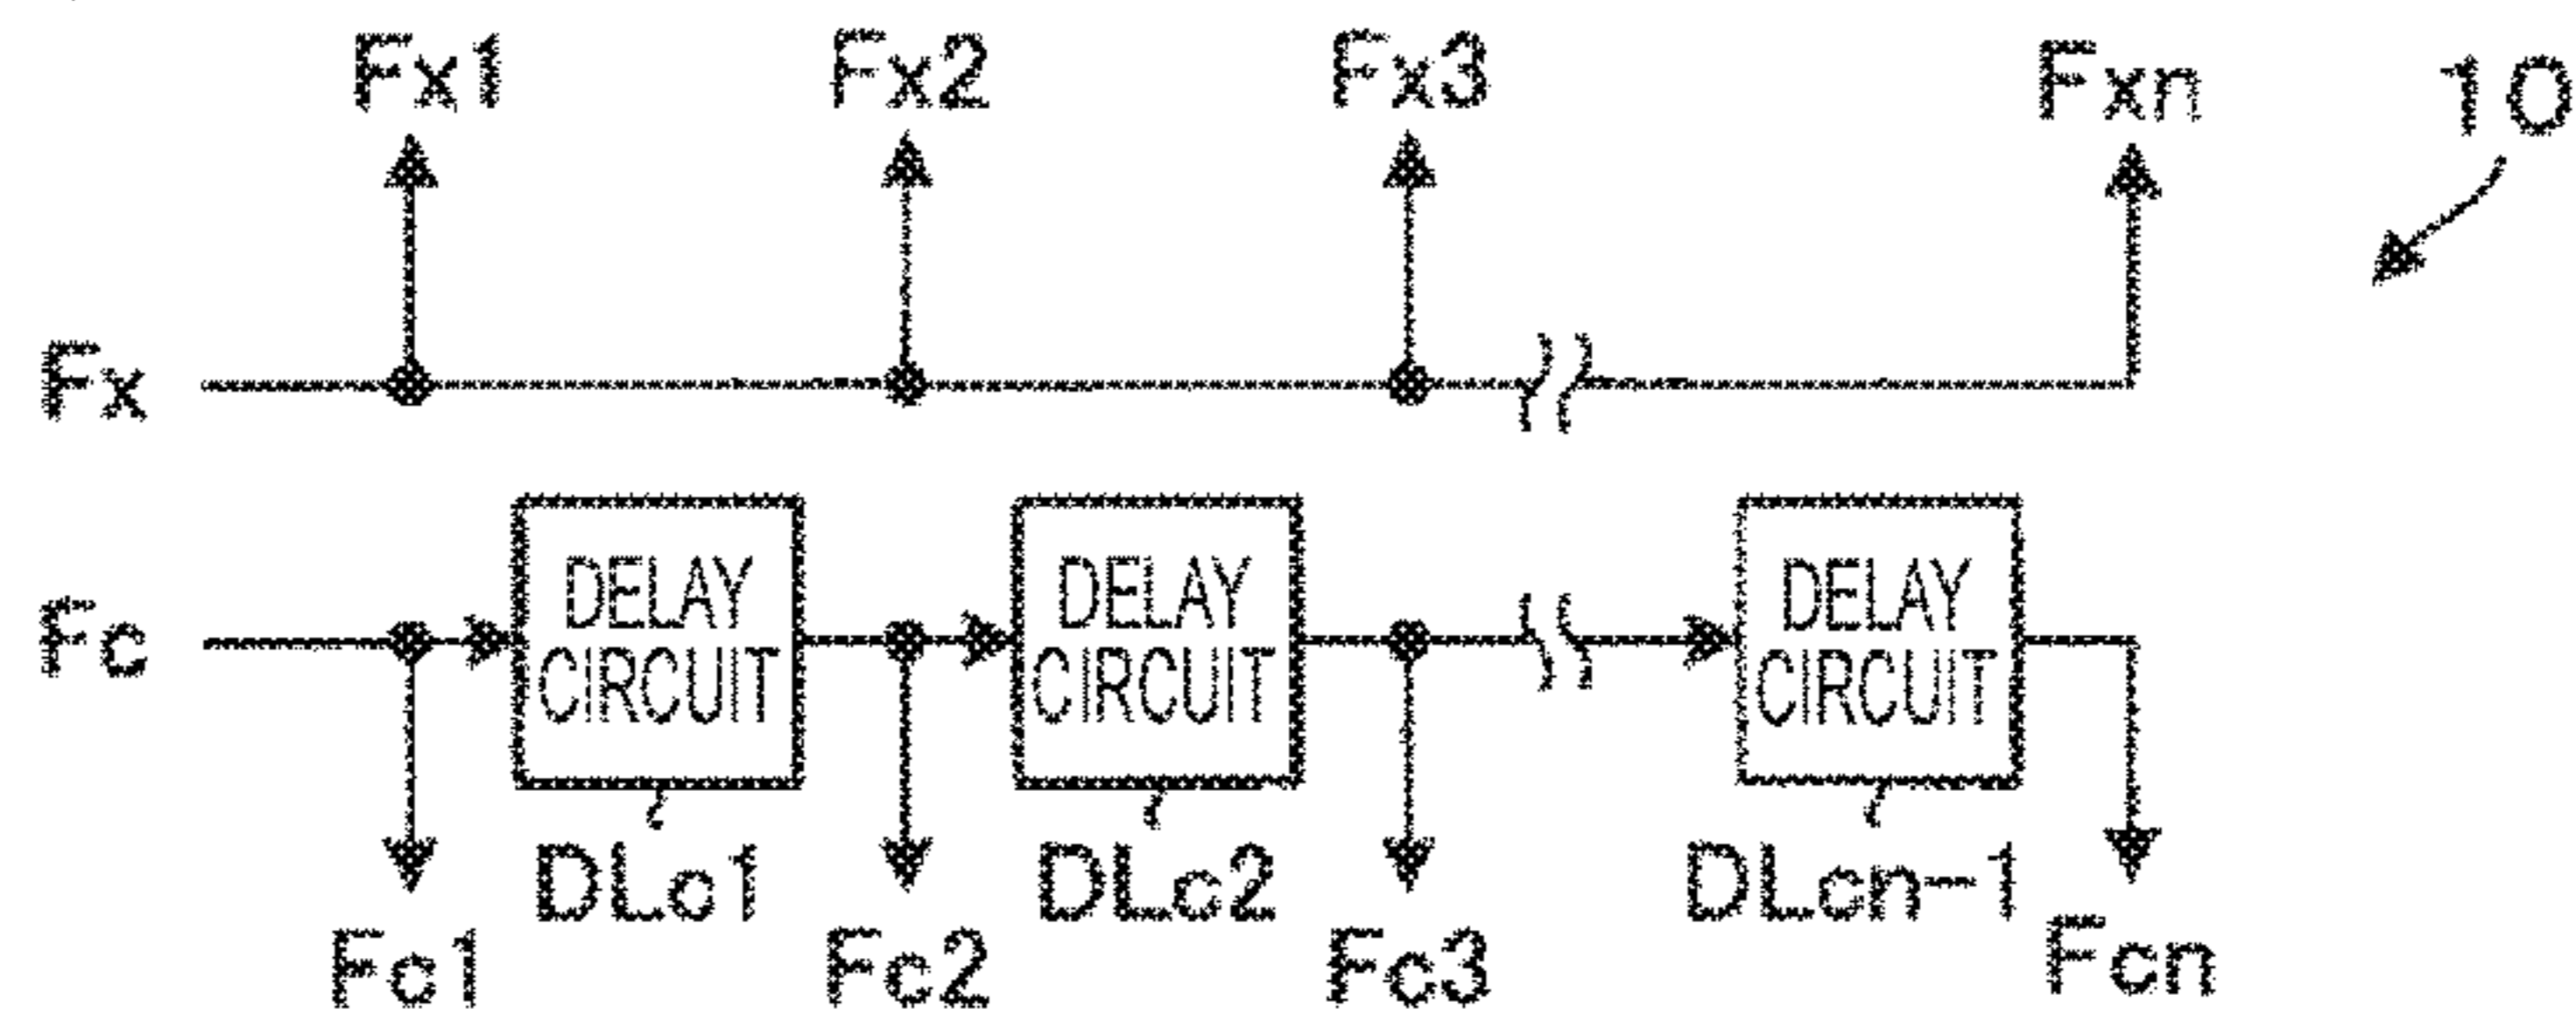 Fx1 Fx2 Fx3 Fxn 10
Fx
Fc
DELAY CIRCUIT
DELAY CIRCUIT
DELAY CIRCUIT
DLc1 DLc2 DLcn-1
Fc1 Fc2 Fc3 Fcn